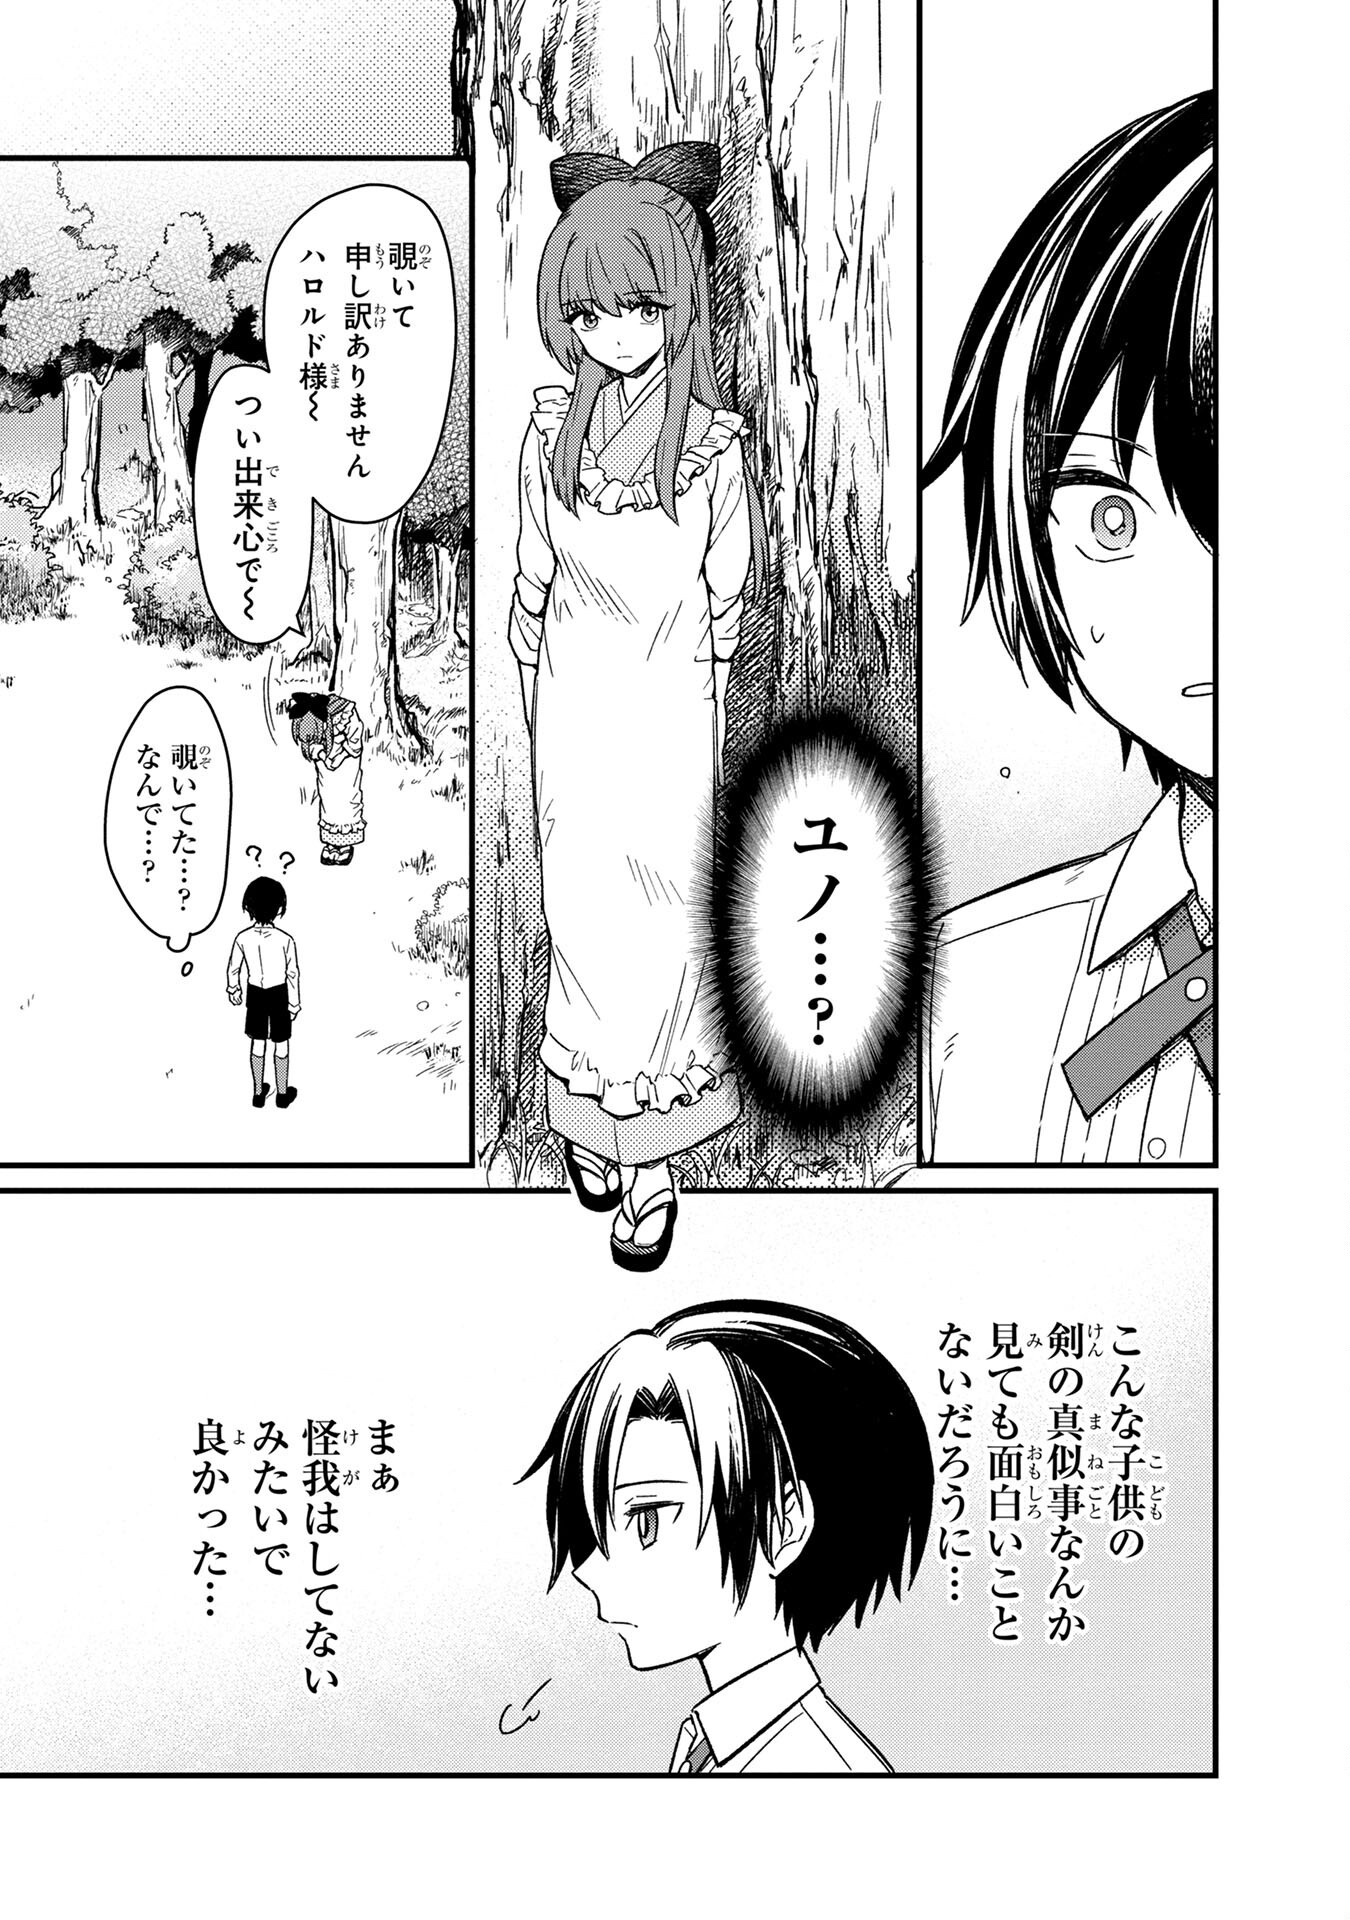 ユノ…？
覗いて
申し訳ありません
ハロルド様～
つい出来心で～
覗いてた…？
なんで…？
？？
こんな子供の
剣の真似事なんか
見ても面白いこと
ないだろうに…
まぁ
怪我はしてない
みたいで
良かった…